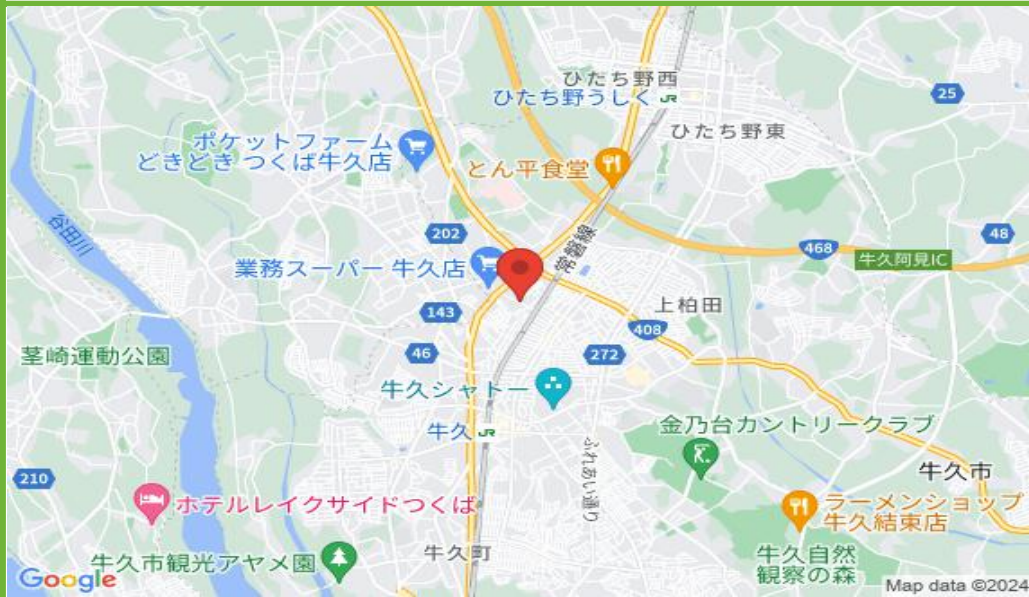 ひたち野西
ひたち野うしく JR
25
ひたち野東
ポケットファーム
どきどき つくば牛久店
とん平食堂
谷田川
202
常磐線
48
468
牛久阿見IC
業務スーパー 牛久店
143
上柏田
408
46
272
茎崎運動公園
牛久シャトー
牛久 JR
ふれあい通り
金乃台カントリークラブ
210
牛久市
ホテルレイクサイドつくば
ラーメンショップ
牛久結束店
牛久町
牛久市観光アヤメ園
牛久自然
観察の森
Google
Map data ©2024